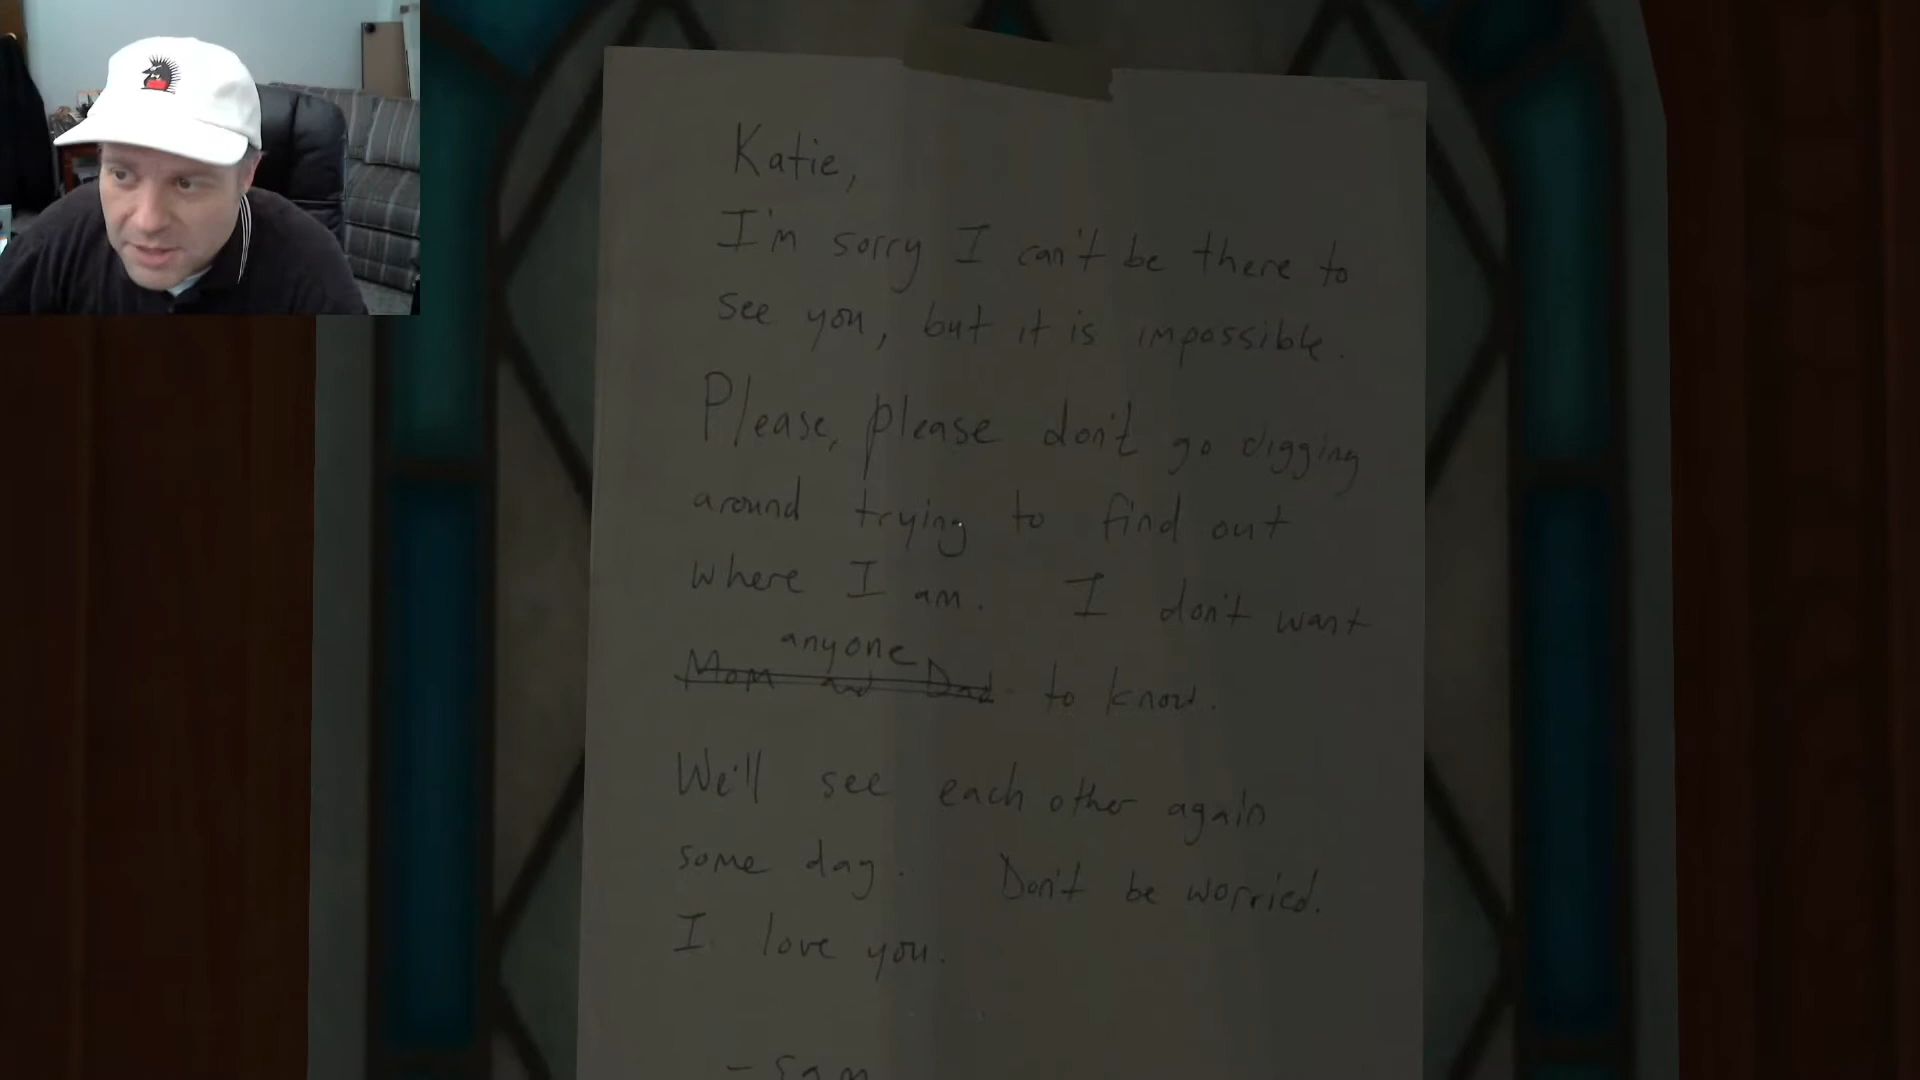 Katie,
I'm sorry I can't be there to
see you, but it is impossible.
Please, please don't go digging
around trying to find out
where I am. I don't want
anyone
Mom and Dad to know.
We'll see each other again
some day. Don't be worried.
I love you.
- Sam